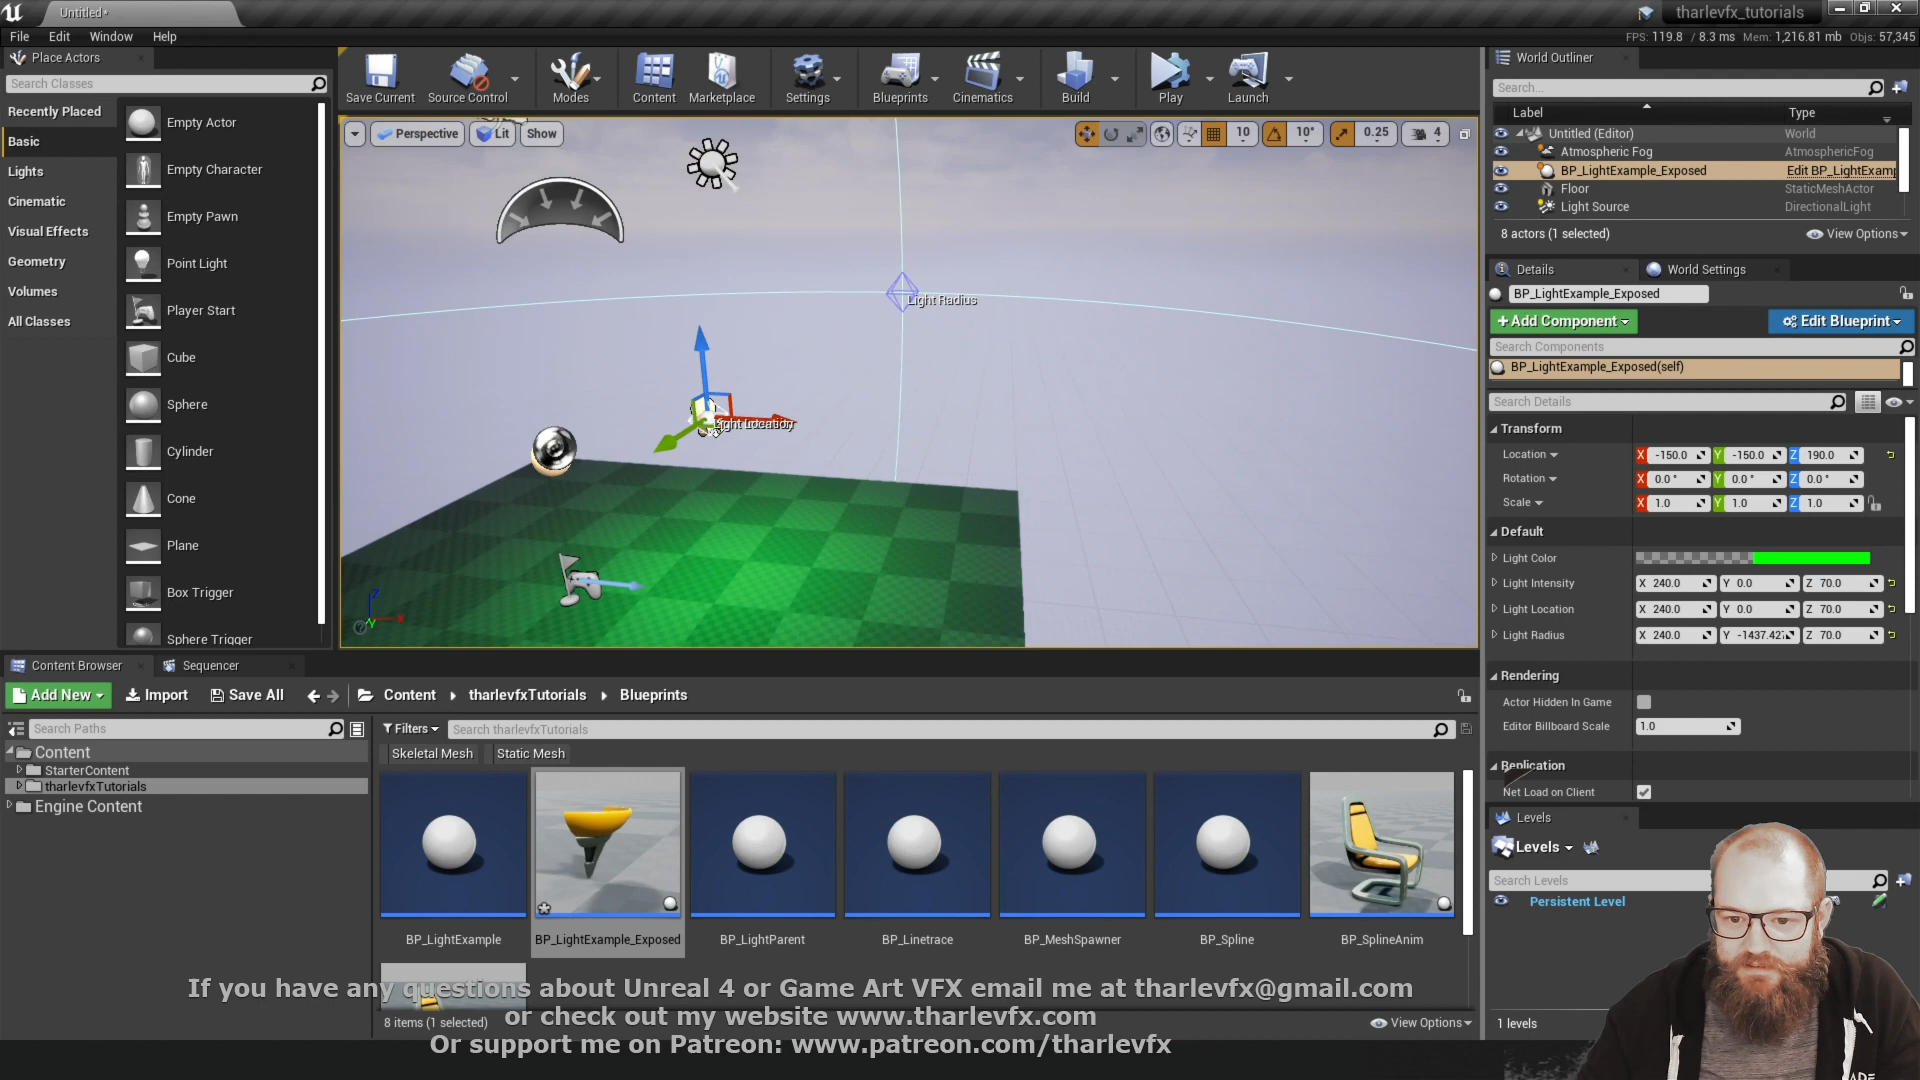 Untitled*
tharlevfx_tutorials
File
Edit
Window
Help
FPS: 119.8 / 8.3 ms Mem: 1,216.81 mb Objs: 57,345
Place Actors
Search Classes
Recently Placed
Basic
Lights
Cinematic
Visual Effects
Geometry
Volumes
All Classes
Empty Actor
Empty Character
Empty Pawn
Point Light
Player Start
Cube
Sphere
Cylinder
Cone
Plane
Box Trigger
Sphere Trigger
Save Current
Source Control
Modes
Content
Marketplace
Settings
Blueprints
Cinematics
Build
Play
Launch
Perspective
Lit
Show
10
10°
0.25
4
Light Radius
Light Location
Z
X
Y
World Outliner
Search...
Label
Type
Untitled (Editor)
World
Atmospheric Fog
AtmosphericFog
BP_LightExample_Exposed
Edit BP_LightExamp
Floor
StaticMeshActor
Light Source
DirectionalLight
8 actors (1 selected)
View Options
Details
World Settings
BP_LightExample_Exposed
+Add Component
Edit Blueprint
Search Components
BP_LightExample_Exposed(self)
Search Details
Transform
Location X -150.0 Y -150.0 Z 190.0
Rotation X 0.0° Y 0.0° Z 0.0°
Scale X 1.0 Y 1.0 Z 1.0
Default
Light Color
Light Intensity X 240.0 Y 0.0 Z 70.0
Light Location X 240.0 Y 0.0 Z 70.0
Light Radius X 240.0 Y -1437.427 Z 70.0
Rendering
Actor Hidden In Game
Editor Billboard Scale 1.0
Replication
Net Load on Client
Levels
Levels
Search Levels
Persistent Level
1 levels
Content Browser
Sequencer
Add New
Import
Save All
Content
tharlevfxTutorials
Blueprints
Search Paths
Filters
Search tharlevfxTutorials
Skeletal Mesh
Static Mesh
Content
StarterContent
tharlevfxTutorials
Engine Content
BP_LightExample
BP_LightExample_Exposed
BP_LightParent
BP_Linetrace
BP_MeshSpawner
BP_Spline
BP_SplineAnim
8 items (1 selected)
View Options
If you have any questions about Unreal 4 or Game Art VFX email me at tharlevfx@gmail.com
or check out my website www.tharlevfx.com
Or support me on Patreon: www.patreon.com/tharlevfx